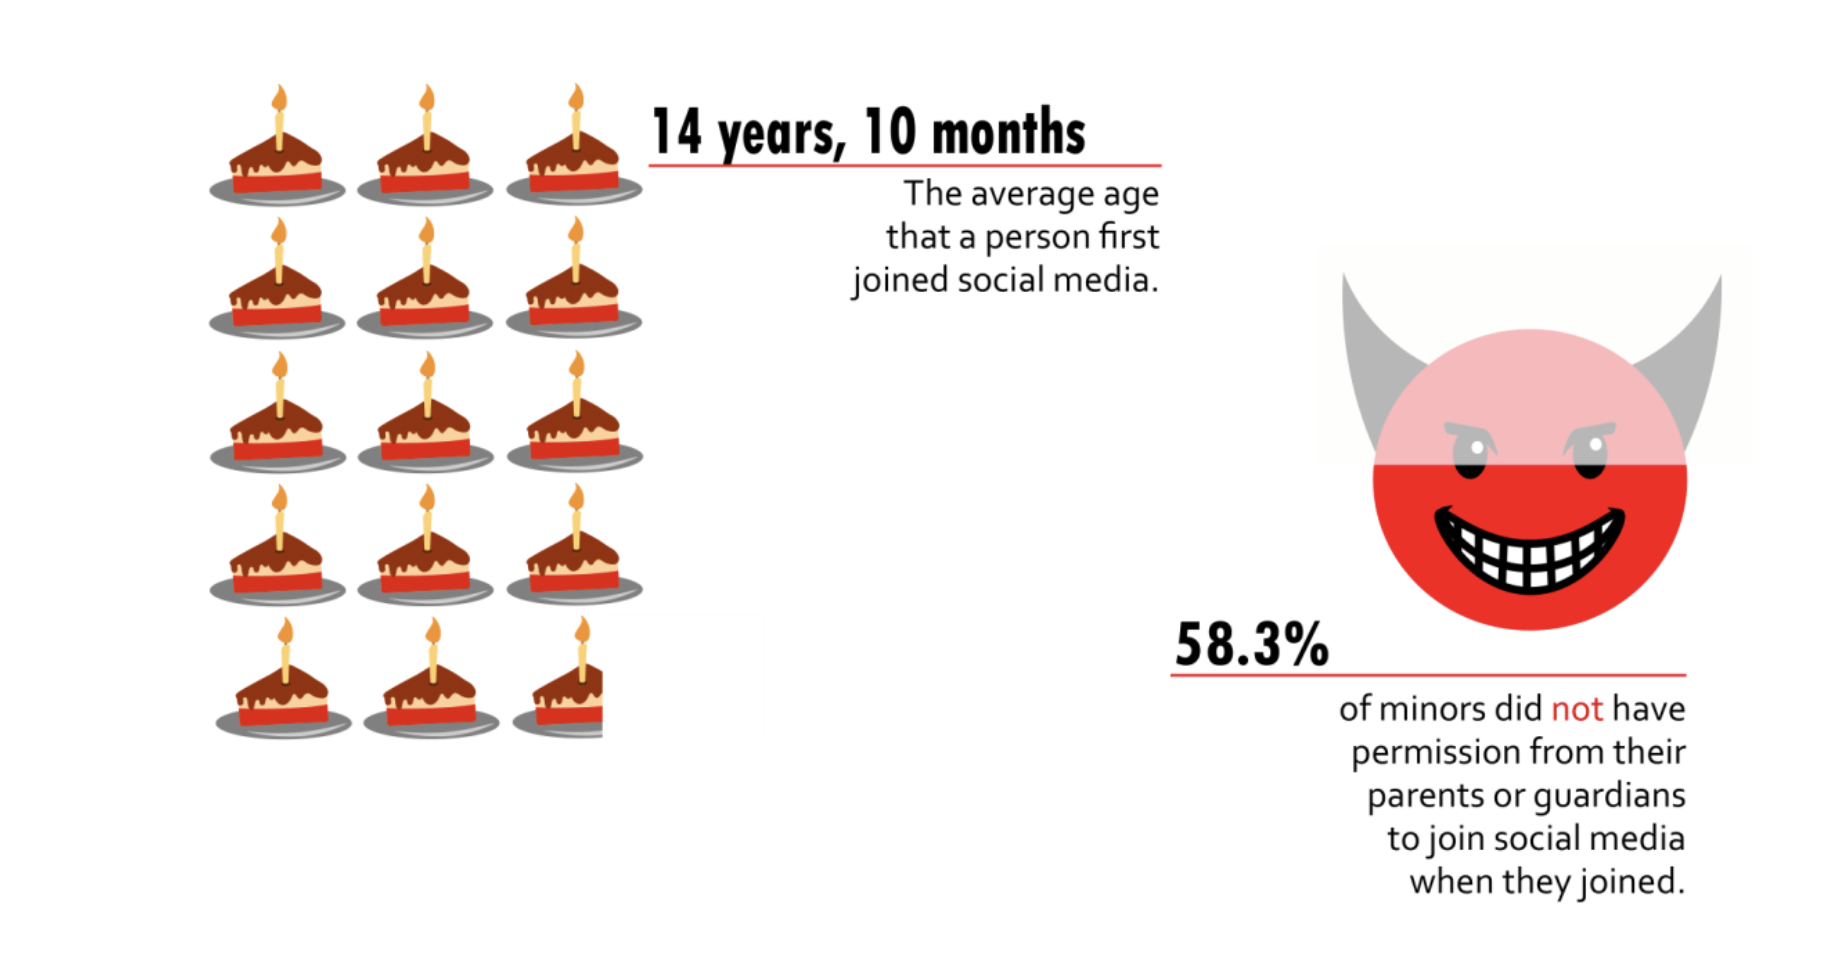 14 years, 10 months
The average age
that a person first
joined social media.
58.3%
of minors did not have
permission from their
parents or guardians
to join social media
when they joined.